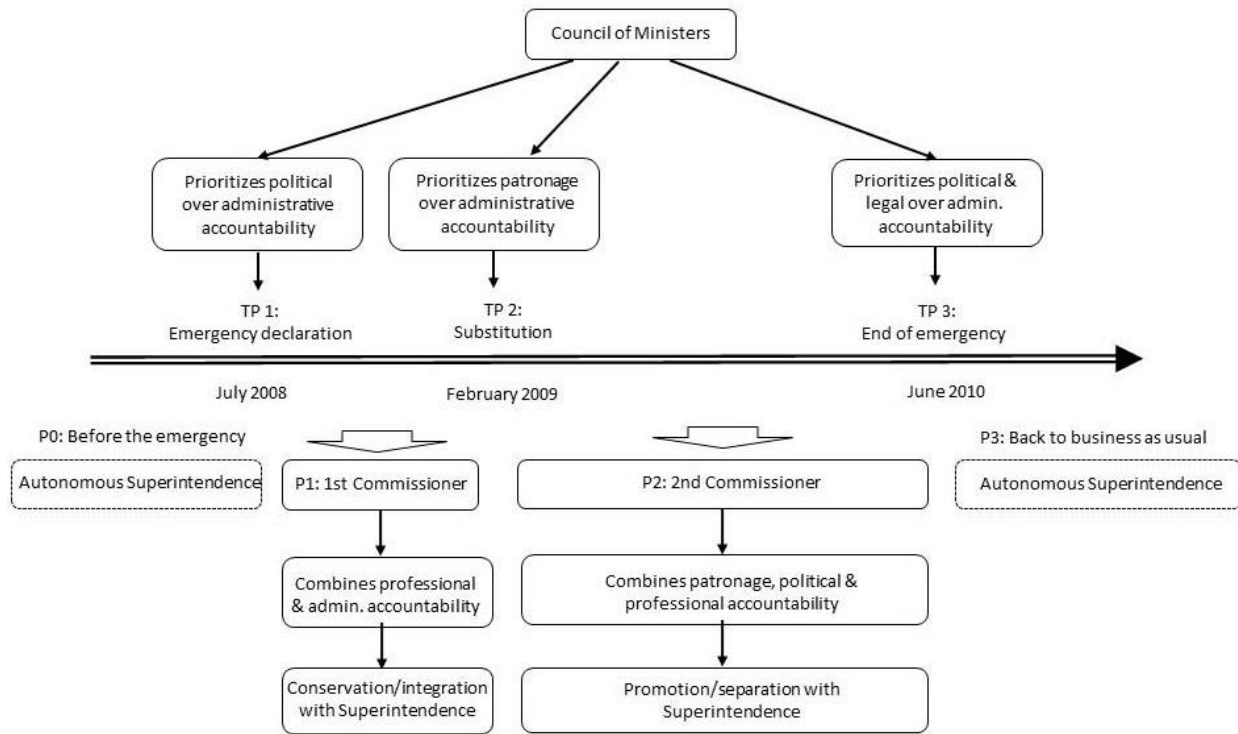 Council of Ministers
Prioritizes political
over administrative
accountability
Prioritizes patronage
over administrative
accountability
Prioritizes political &
legal over admin.
accountability
TP 1:
Emergency declaration
TP 2:
Substitution
TP 3:
End of emergency
July 2008
February 2009
June 2010
P0: Before the emergency
P3: Back to business as usual
Autonomous Superintendence
P1: 1st Commissioner
P2: 2nd Commissioner
Autonomous Superintendence
Combines professional
& admin. accountability
Combines patronage, political &
professional accountability
Conservation/integration
with Superintendence
Promotion/separation with
Superintendence